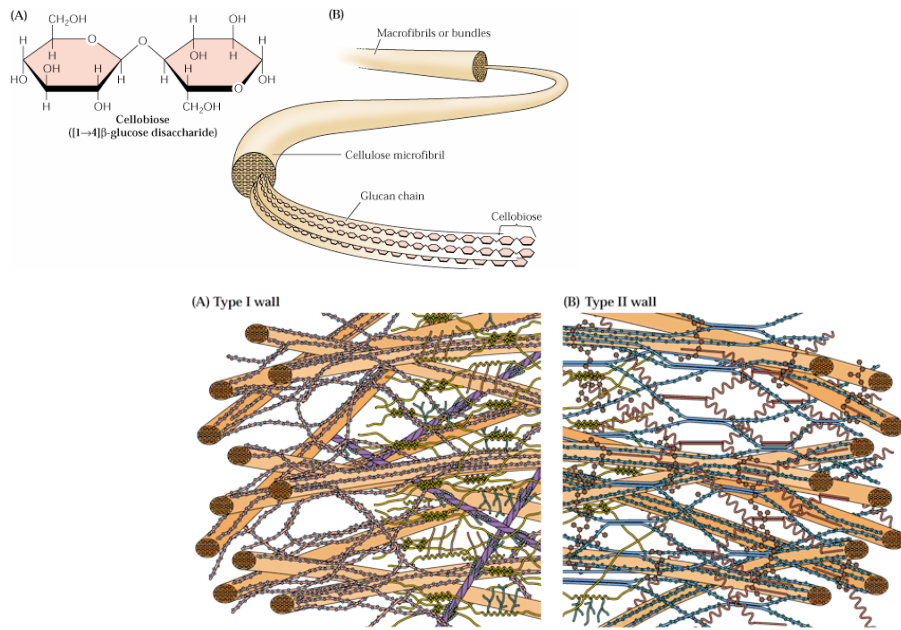 (A)
CH₂OH
H
O
O
H
H
OH
H
H
OH
H
HO
H
OH
H
H
OH
H
H
OH
CH₂OH
O
OH
Cellobiose
([1→4]β-glucose disaccharide)
(B)
Macrofibrils or bundles
Cellulose microfibril
Glucan chain
Cellobiose
(A) Type I wall
(B) Type II wall